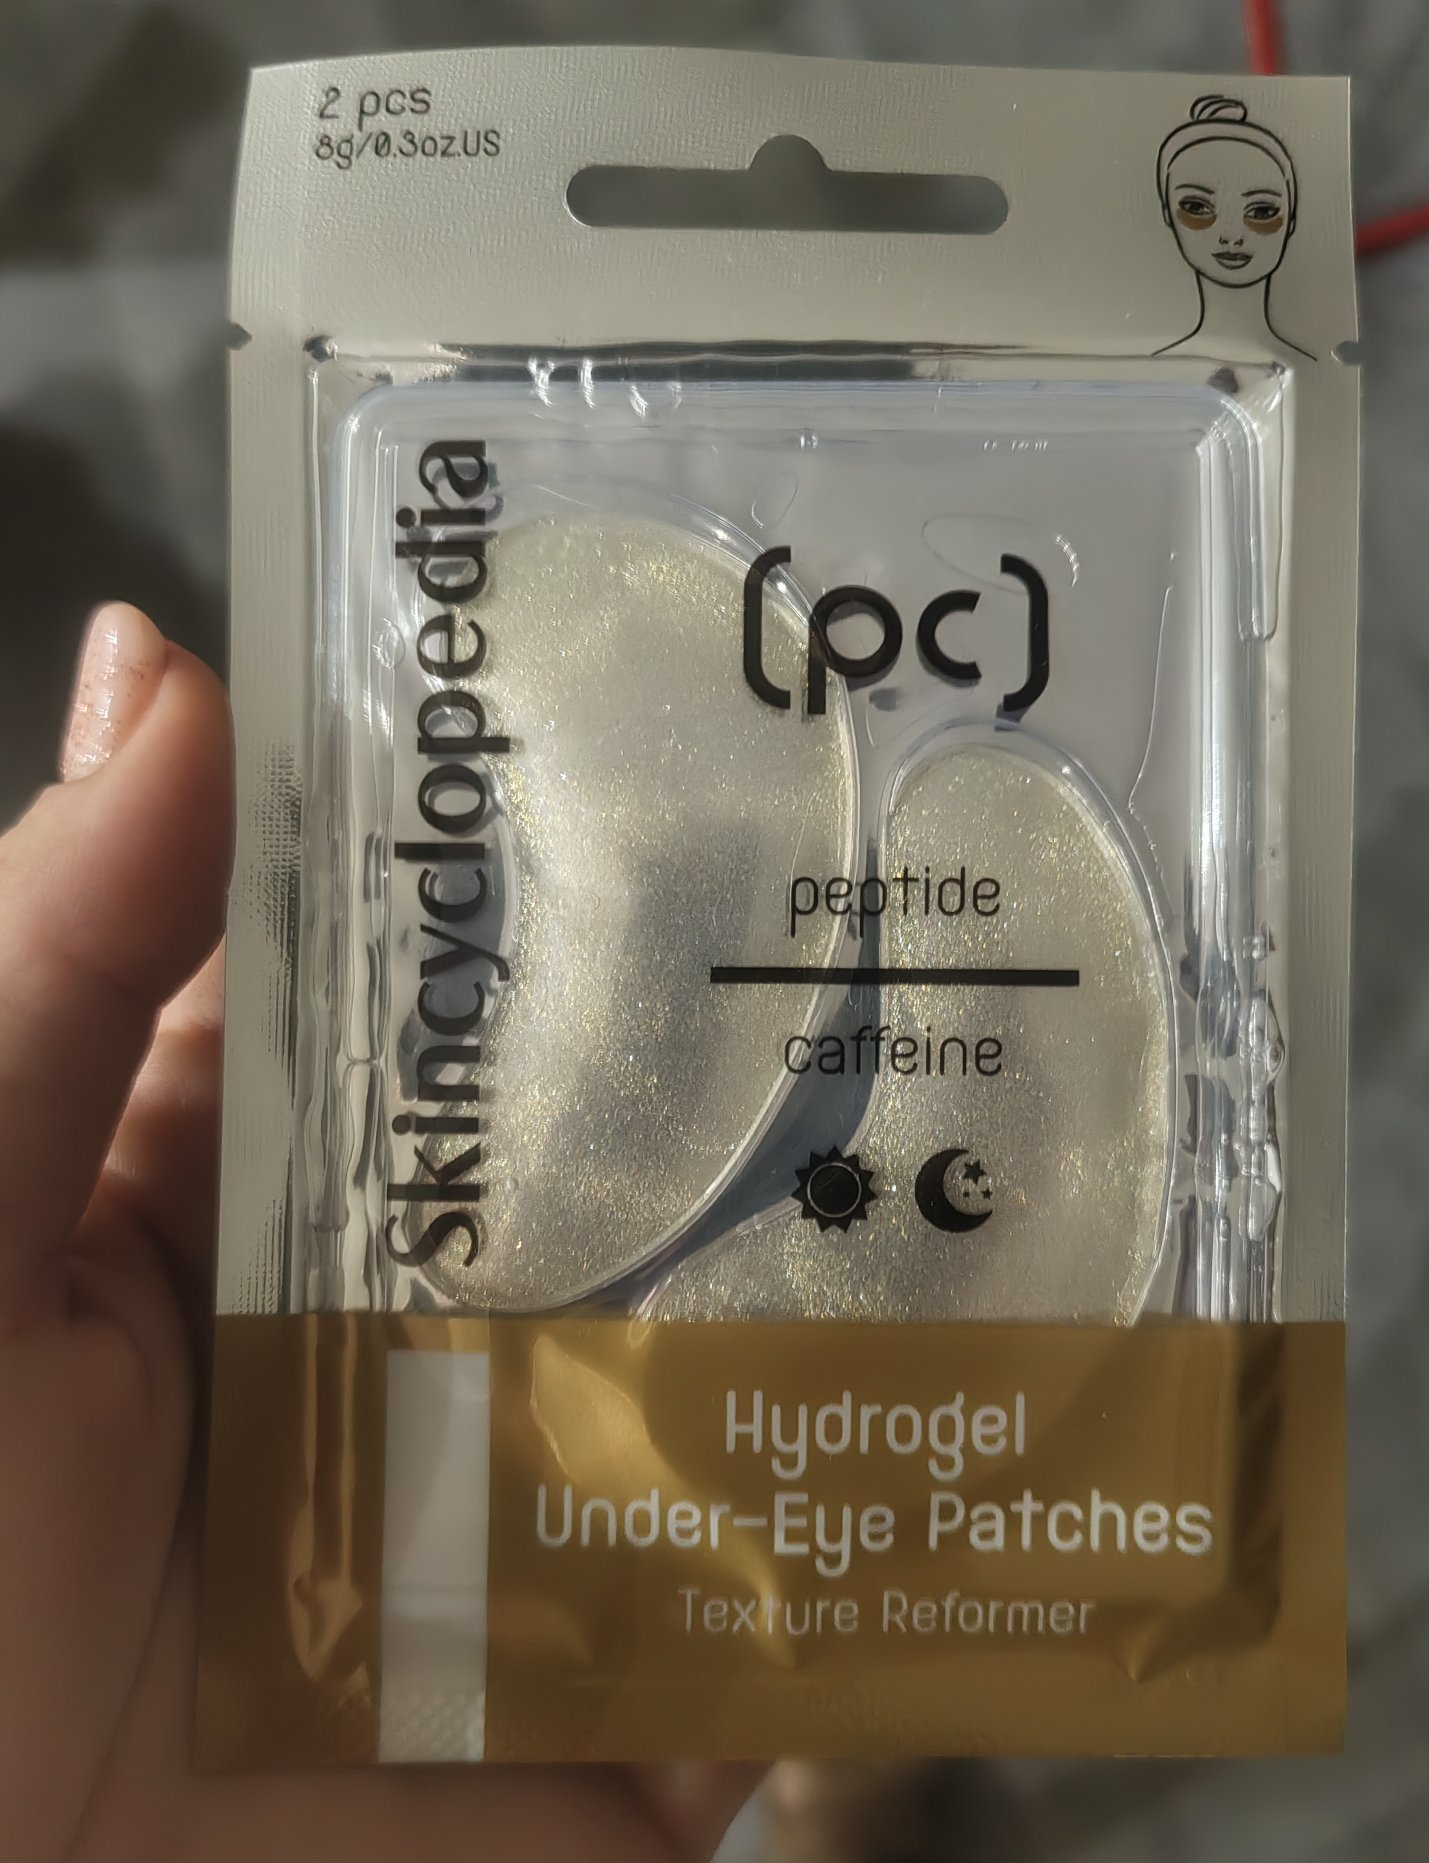 2 pcs
8g/0.3oz.US
Skincyclopedia
(pc)
peptide
caffeine
Hydrogel
Under-Eye Patches
Texture Reformer